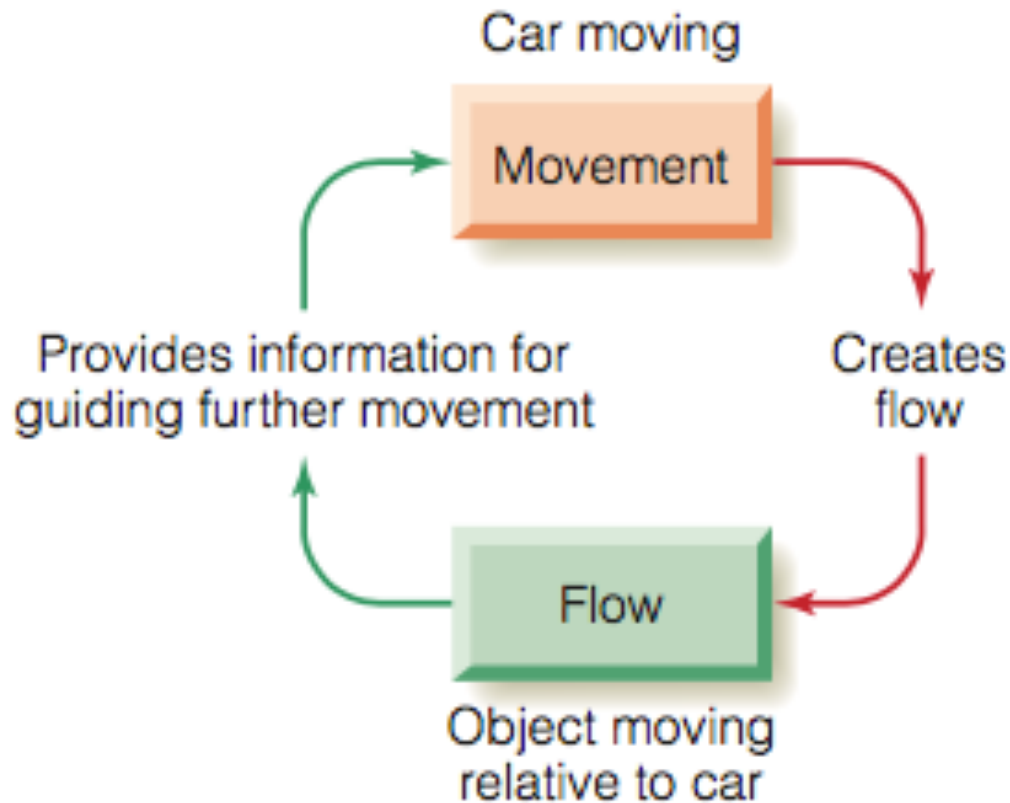 Car moving
Movement
Provides information for
guiding further movement
Creates
flow
Flow
Object moving
relative to car